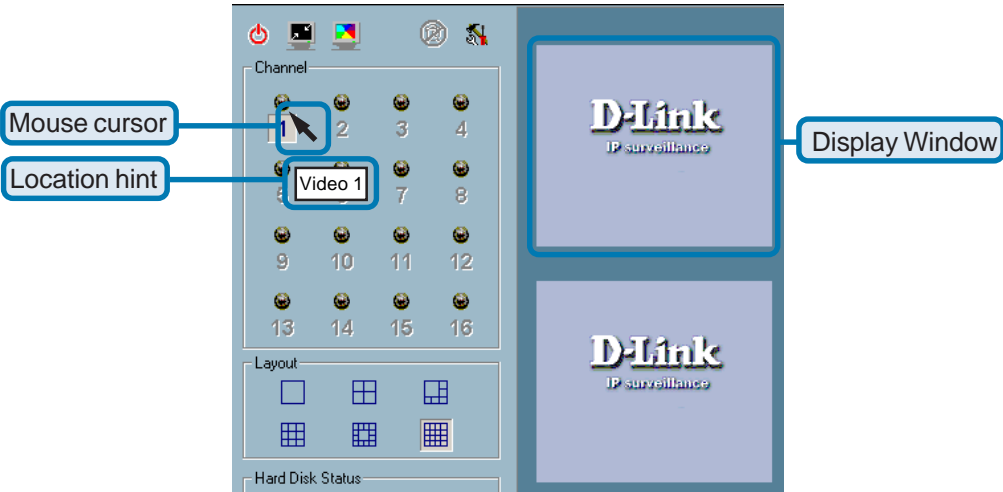 Channel
1 2 3 4
Mouse cursor
Location hint
5 Video 1 7 8
9 10 11 12
13 14 15 16
Layout
Hard Disk Status
D-Link
IP surveillance
Display Window
D-Link
IP surveillance